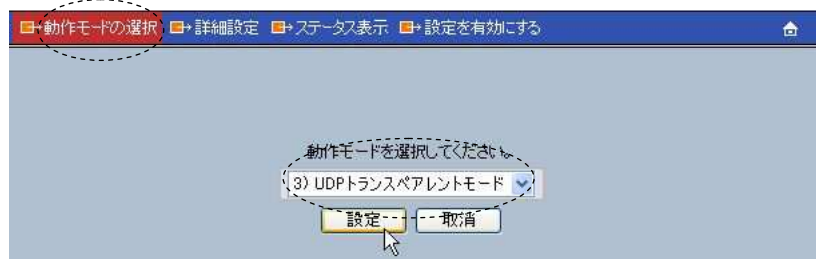 動作モードの選択 詳細設定 ステータス表示 設定を有効にする
動作モードを選択してください。
3) UDPトランスペアレントモード
設定 取消